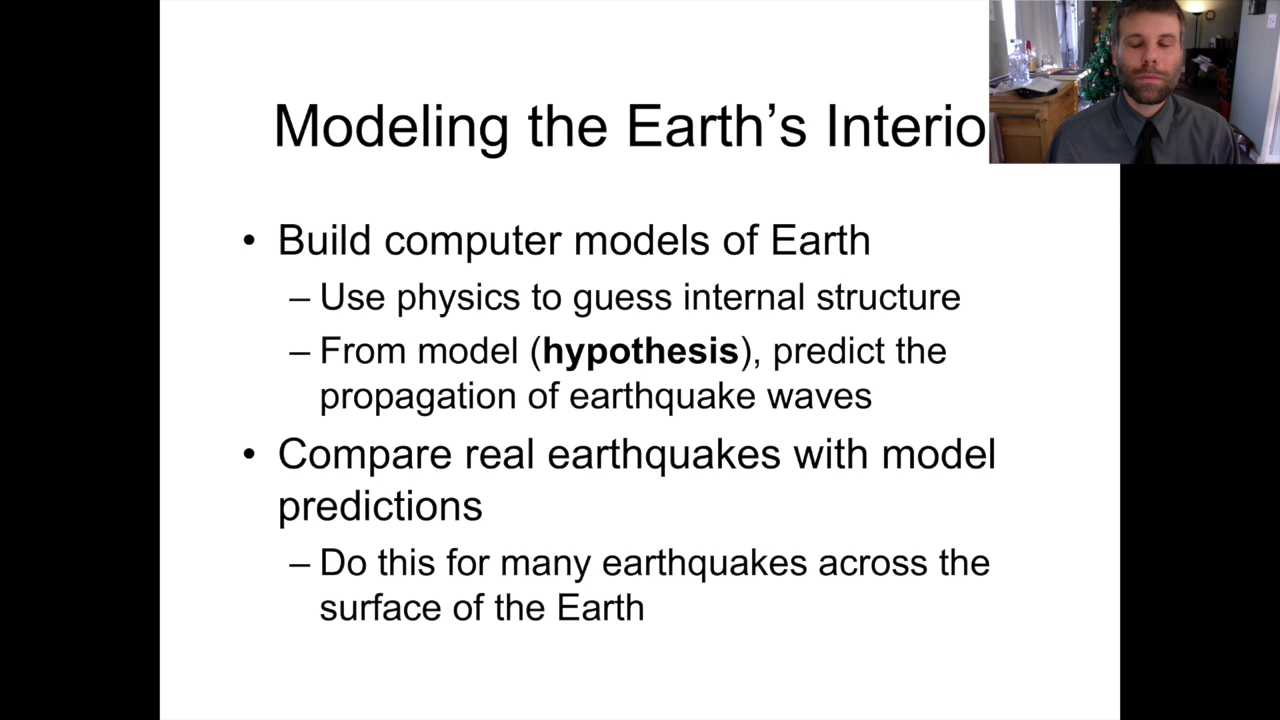 Modeling the Earth's Interio
• Build computer models of Earth
– Use physics to guess internal structure
– From model (hypothesis), predict the
propagation of earthquake waves
• Compare real earthquakes with model
predictions
– Do this for many earthquakes across the
surface of the Earth